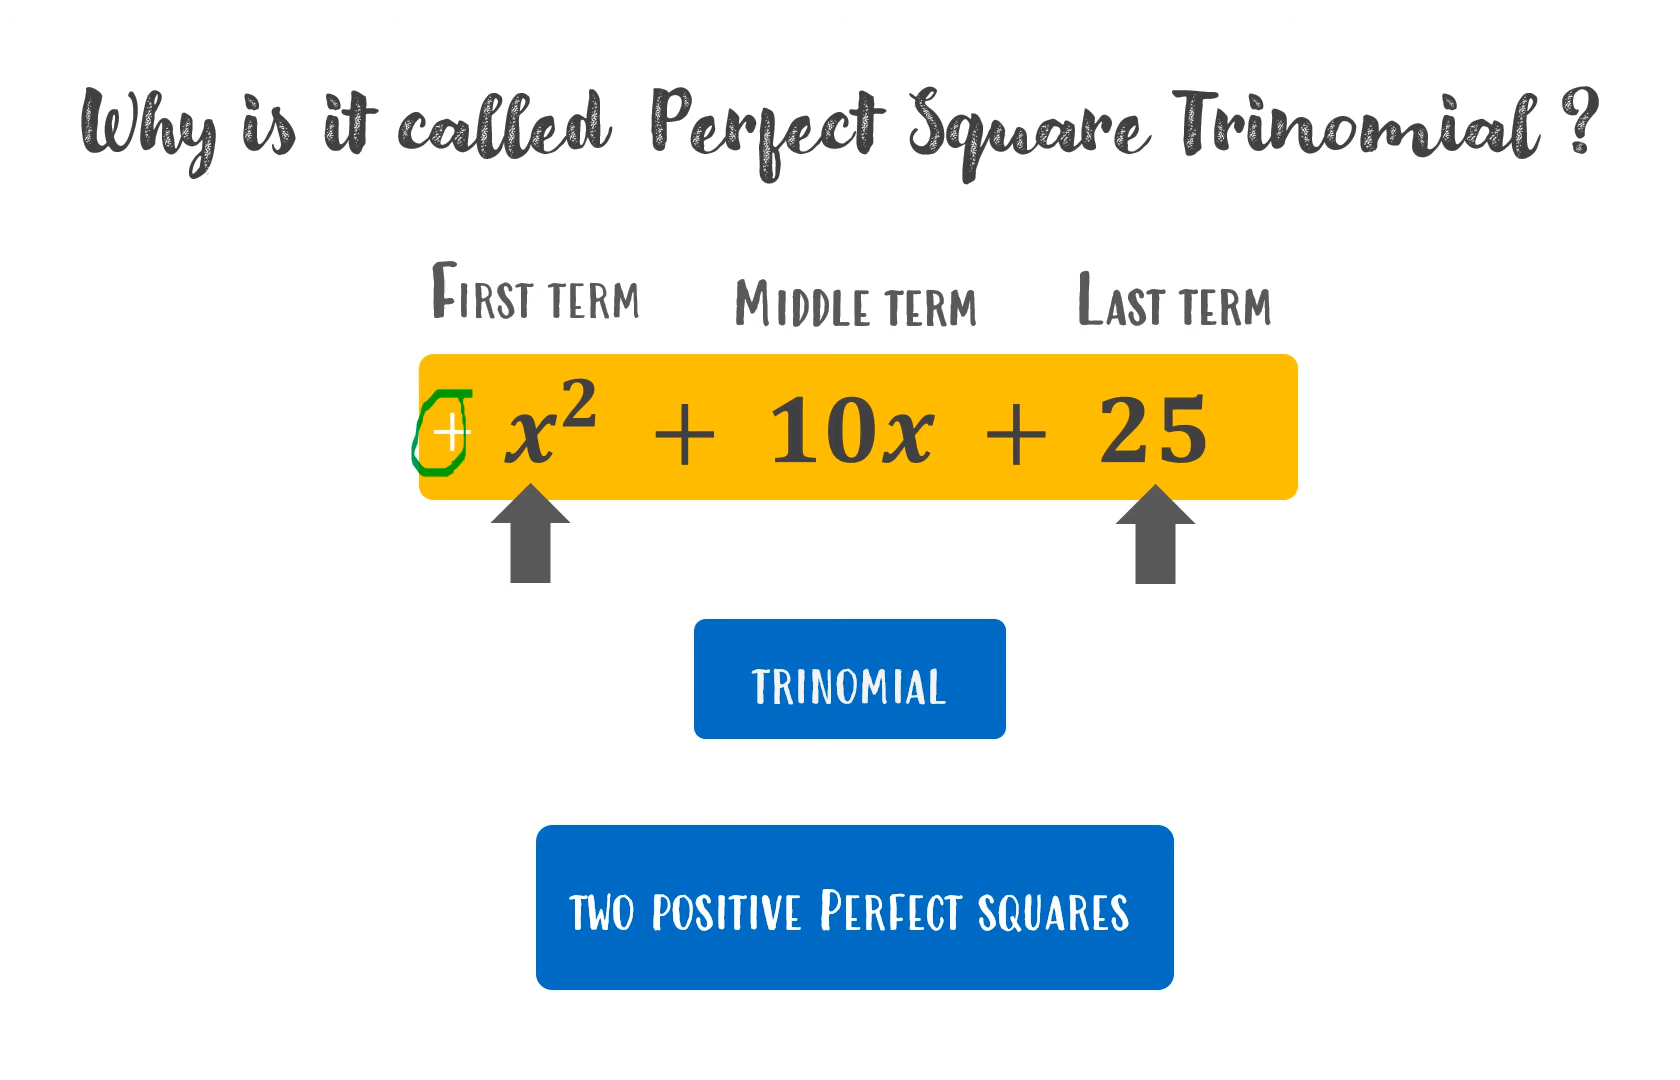 Why is it called Perfect Square Trinomial ?
First term Middle term Last term
+ x² + 10x + 25
trinomial
two positive Perfect squares